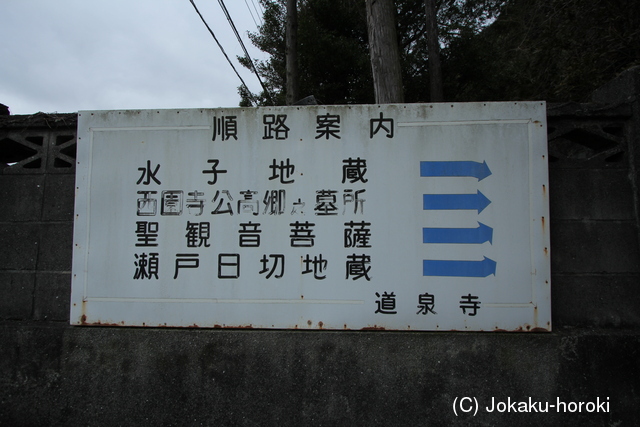 順路案内
水子地蔵
西園寺公高郷之墓所
聖観音菩薩
瀬戸日切地蔵
道泉寺
(C) Jokaku-horoki